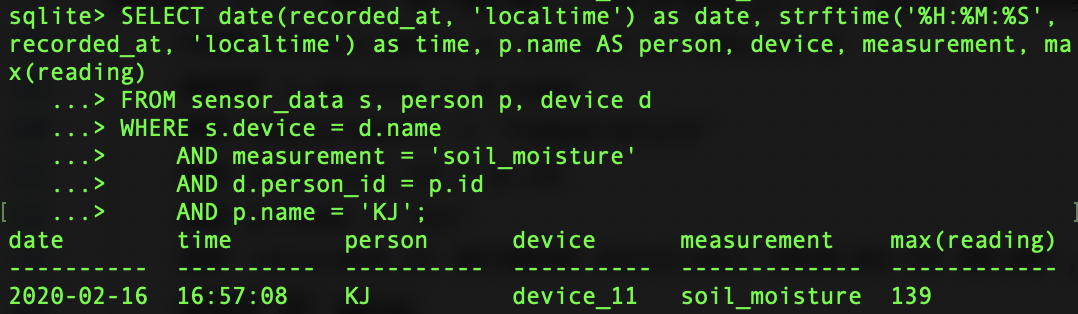 sqlite> SELECT date(recorded_at, 'localtime') as date, strftime('%H:%M:%S',
recorded_at, 'localtime') as time, p.name AS person, device, measurement, ma
x(reading)
   ...> FROM sensor_data s, person p, device d
   ...> WHERE s.device = d.name
   ...>     AND measurement = 'soil_moisture'
   ...>     AND d.person_id = p.id
[   ...>     AND p.name = 'KJ';                                              ]
date        time        person      device      measurement    max(reading)
----------  ----------  ----------  ----------  -------------  ------------
2020-02-16  16:57:08    KJ          device_11   soil_moisture  139